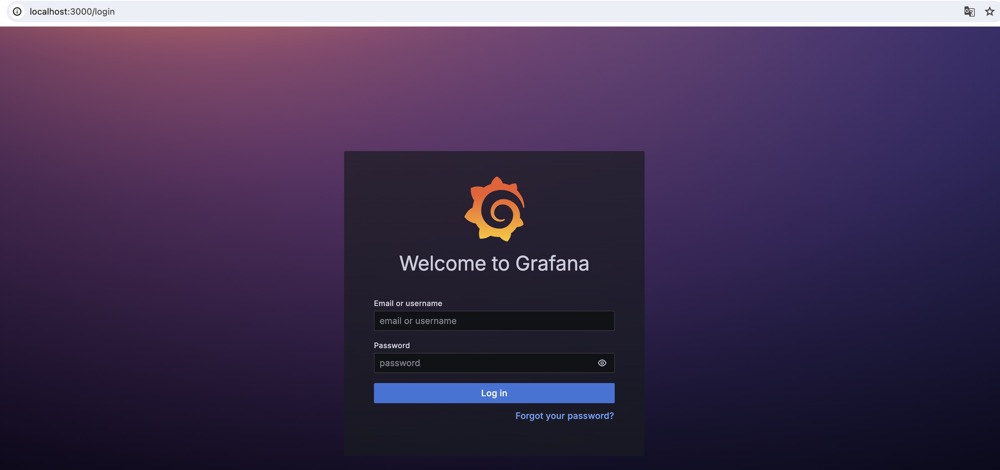 localhost:3000/login
Welcome to Grafana
Email or username
email or username
Password
password
Log in
Forgot your password?